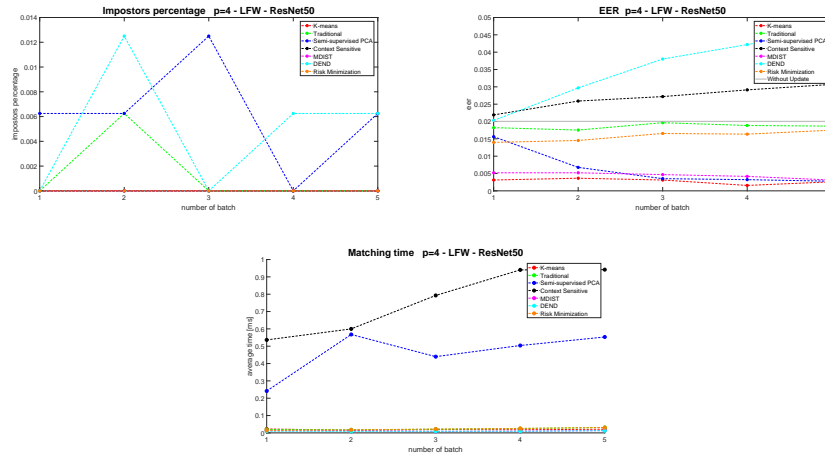 Impostors percentage p=4 - LFW - ResNet50
impostors percentage
0.014
0.012
0.01
0.008
0.006
0.004
0.002
0
1 2 3 4 5
number of batch
K-means
Traditional
Semi-supervised PCA
Context Sensitive
MDIST
DEND
Risk Minimization
EER p=4 - LFW - ResNet50
eer
0.05
0.045
0.04
0.035
0.03
0.025
0.02
0.015
0.01
0.005
0
1 2 3 4 5
number of batch
K-means
Traditional
Semi-supervised PCA
Context Sensitive
MDIST
DEND
Risk Minimization
Without Update
Matching time p=4 - LFW - ResNet50
average time [ms]
1
0.9
0.8
0.7
0.6
0.5
0.4
0.3
0.2
0.1
0
1 2 3 4 5
number of batch
K-means
Traditional
Semi-supervised PCA
Context Sensitive
MDIST
DEND
Risk Minimization